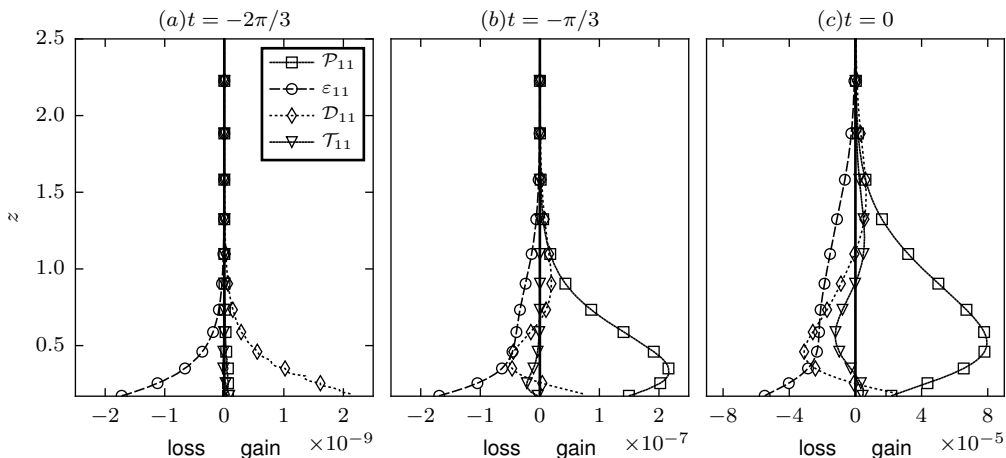 (a)t = −2π/3
(b)t = −π/3
(c)t = 0
2.5
2.0
1.5
1.0
0.5
z
𝒫₁₁
ε₁₁
𝒟₁₁
𝒯₁₁
−2 −1 0 1 2
loss gain ×10⁻⁹
−2 −1 0 1 2
loss gain ×10⁻⁷
−8 −4 0 4 8
loss gain ×10⁻⁵